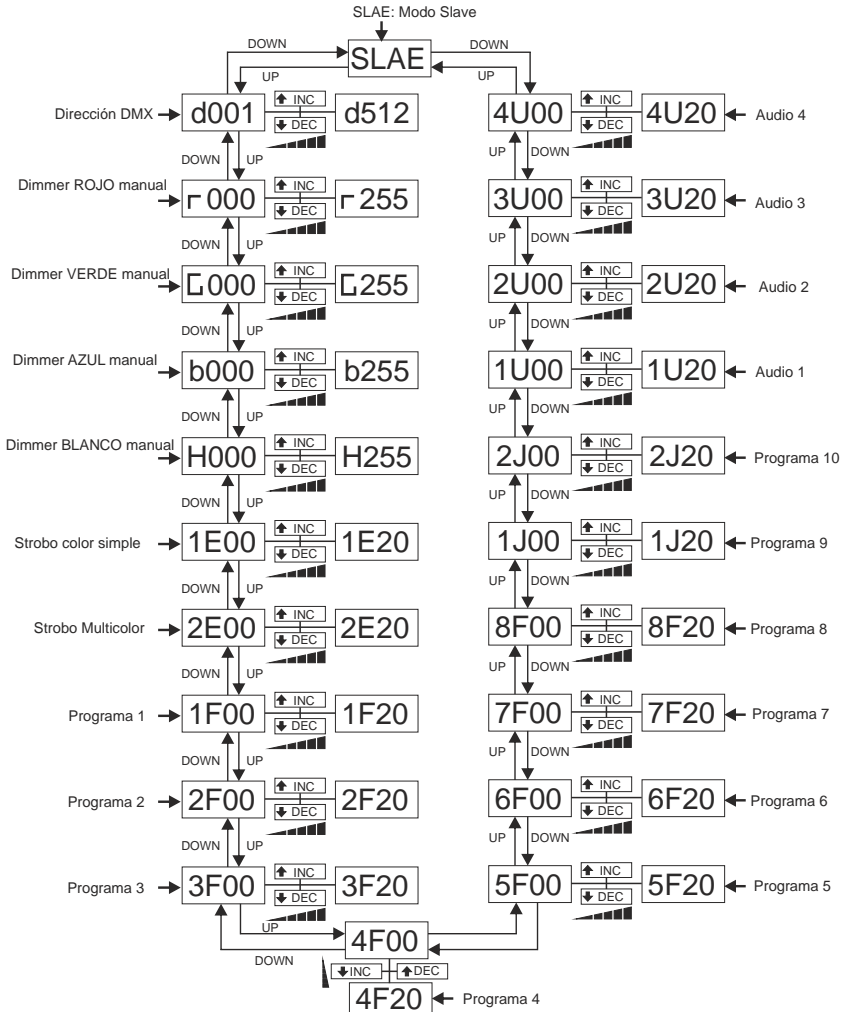 SLAE: Modo Slave
DOWN SLAE DOWN
UP UP
Dirección DMX d001 INC DEC d512 4U00 INC DEC 4U20 Audio 4
DOWN UP UP DOWN
Dimmer ROJO manual r000 INC DEC r255 3U00 INC DEC 3U20 Audio 3
DOWN UP UP DOWN
Dimmer VERDE manual G000 INC DEC G255 2U00 INC DEC 2U20 Audio 2
DOWN UP UP DOWN
Dimmer AZUL manual b000 INC DEC b255 1U00 INC DEC 1U20 Audio 1
DOWN UP UP DOWN
Dimmer BLANCO manual H000 INC DEC H255 2J00 INC DEC 2J20 Programa 10
DOWN UP UP DOWN
Strobo color simple 1E00 INC DEC 1E20 1J00 INC DEC 1J20 Programa 9
DOWN UP UP DOWN
Strobo Multicolor 2E00 INC DEC 2E20 8F00 INC DEC 8F20 Programa 8
DOWN UP UP DOWN
Programa 1 1F00 INC DEC 1F20 7F00 INC DEC 7F20 Programa 7
DOWN UP UP DOWN
Programa 2 2F00 INC DEC 2F20 6F00 INC DEC 6F20 Programa 6
DOWN UP UP DOWN
Programa 3 3F00 INC DEC 3F20 5F00 INC DEC 5F20 Programa 5
UP 4F00
DOWN
INC DEC
4F20 Programa 4